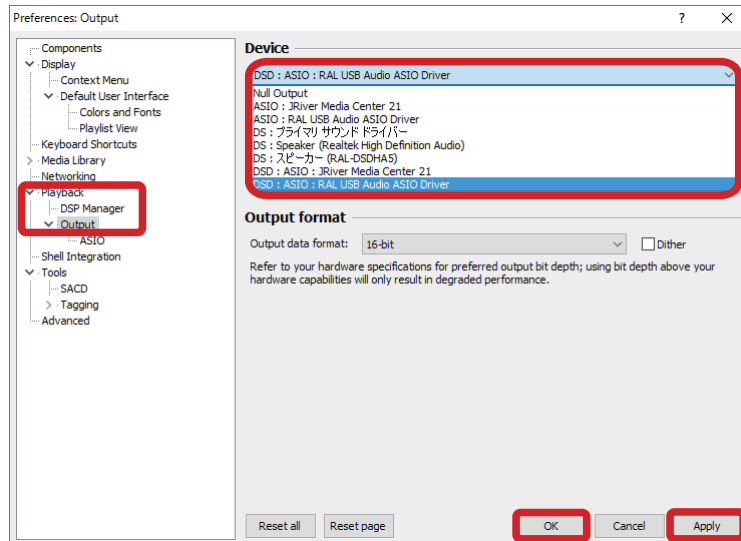 Preferences: Output
Components
Display
Context Menu
Default User Interface
Colors and Fonts
Playlist View
Keyboard Shortcuts
Media Library
Networking
Playback
DSP Manager
Output
ASIO
Shell Integration
Tools
SACD
Tagging
Advanced
Device
DSD : ASIO : RAL USB Audio ASIO Driver
Null Output
ASIO : JRiver Media Center 21
ASIO : RAL USB Audio ASIO Driver
DS : プライマリ サウンド ドライバー
DS : Speaker (Realtek High Definition Audio)
DS : スピーカー (RAL-DSDHA5)
DSD : ASIO : JRiver Media Center 21
DSD : ASIO : RAL USB Audio ASIO Driver
Output format
Output data format: 16-bit Dither
Refer to your hardware specifications for preferred output bit depth; using bit depth above your
hardware capabilities will only result in degraded performance.
Reset all Reset page OK Cancel Apply